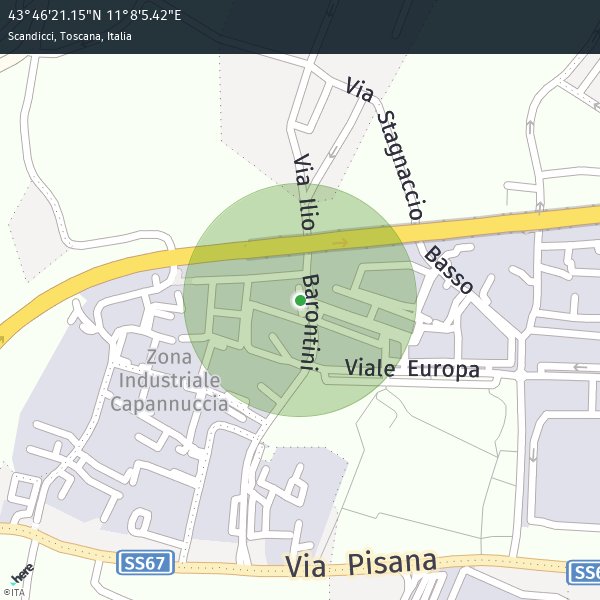 43°46'21.15"N 11°8'5.42"E
Scandicci, Toscana, Italia
Via Stagnaccio Basso
Via Ilio Barontini
Zona
Industriale
Capannuccia
Viale Europa
SS67
Via Pisana
here
©ITA